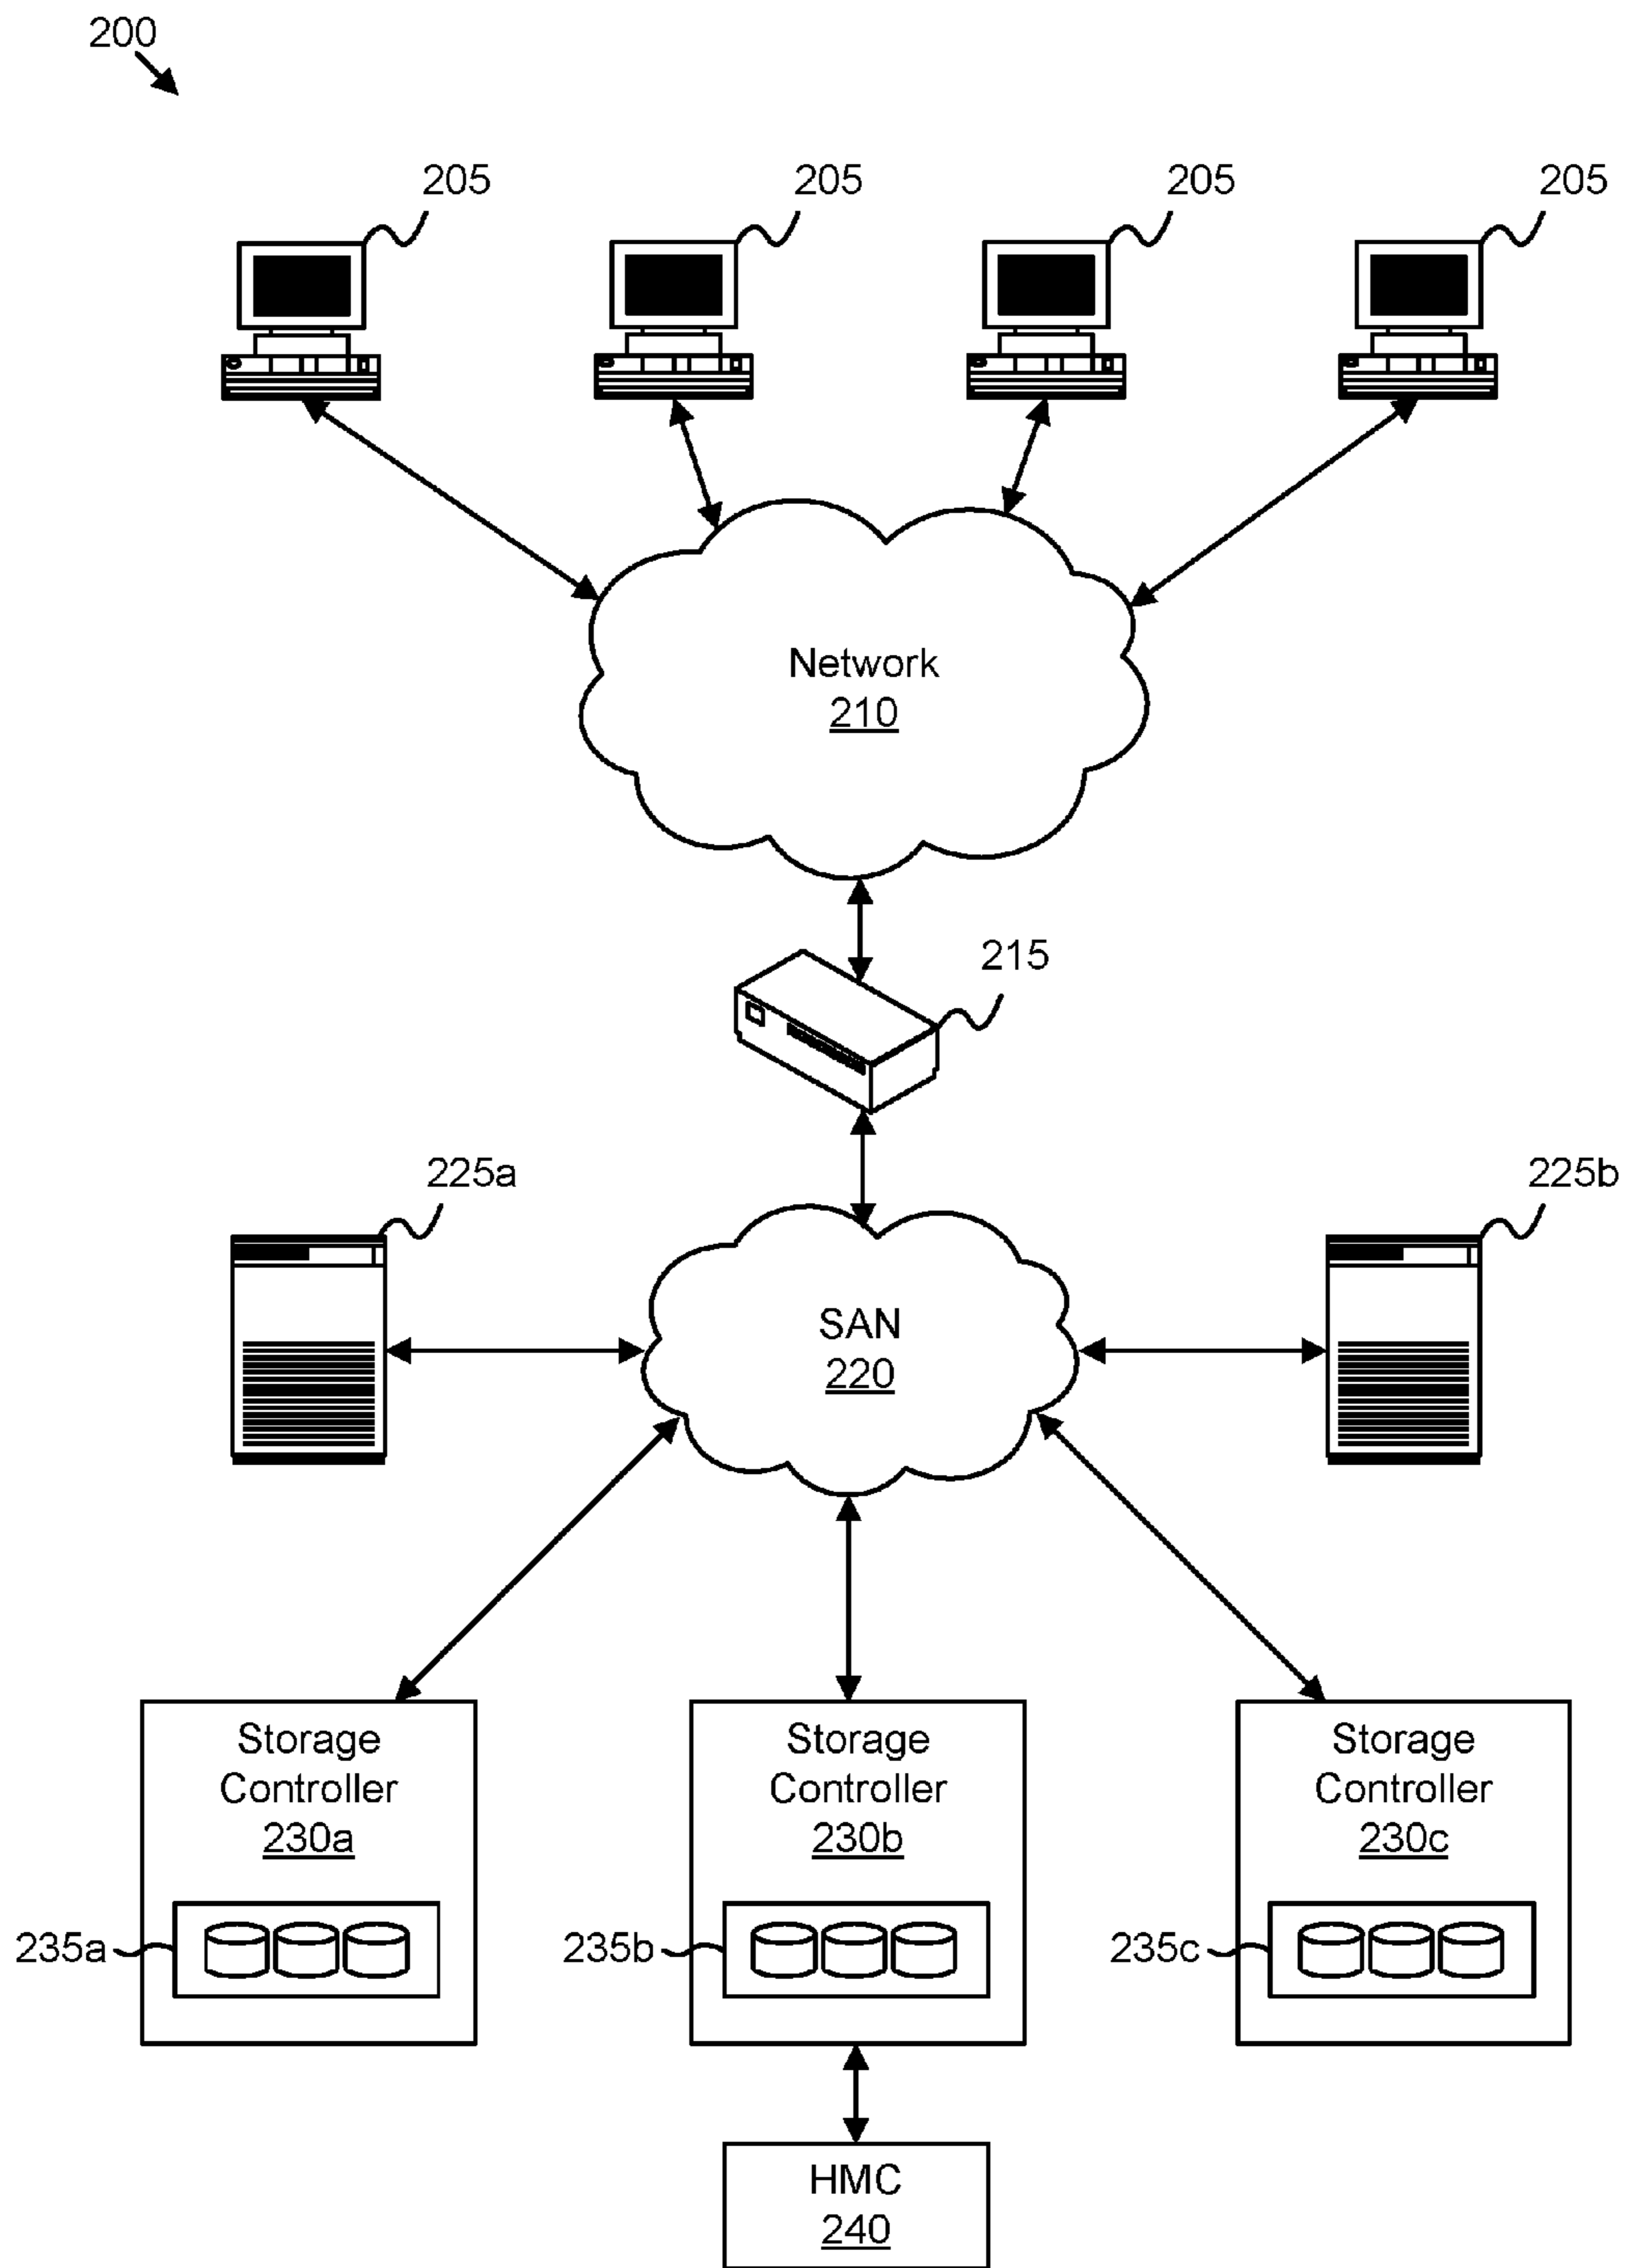 200
205
205
205
205
Network
210
215
225a
225b
SAN
220
Storage
Controller
230a
Storage
Controller
230b
Storage
Controller
230c
235a
235b
235c
HMC
240